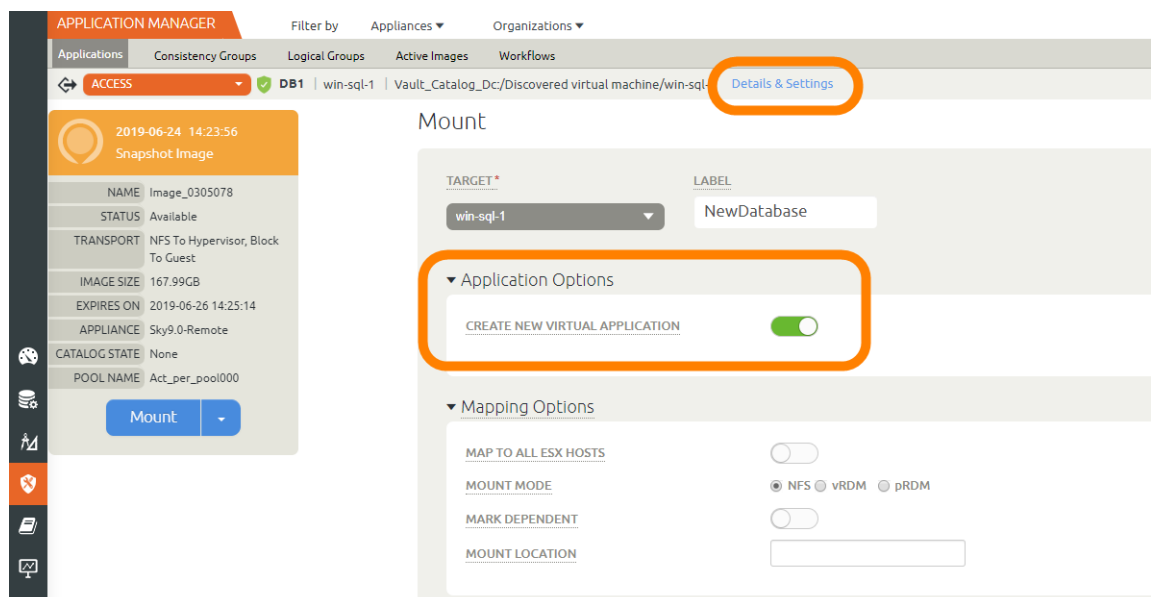 APPLICATION MANAGER Filter by Appliances ▼ Organizations ▼
Applications Consistency Groups Logical Groups Active Images Workflows
ACCESS DB1 | win-sql-1 | Vault_Catalog_Dc:/Discovered virtual machine/win-sql- Details & Settings
2019-06-24 14:23:56
Snapshot Image
NAME Image_0305078
STATUS Available
TRANSPORT NFS To Hypervisor, Block
To Guest
IMAGE SIZE 167.99GB
EXPIRES ON 2019-06-26 14:25:14
APPLIANCE Sky9.0-Remote
CATALOG STATE None
POOL NAME Act_per_pool000
Mount
Mount
TARGET* LABEL
win-sql-1 NewDatabase
Application Options
CREATE NEW VIRTUAL APPLICATION
Mapping Options
MAP TO ALL ESX HOSTS
MOUNT MODE NFS vRDM pRDM
MARK DEPENDENT
MOUNT LOCATION